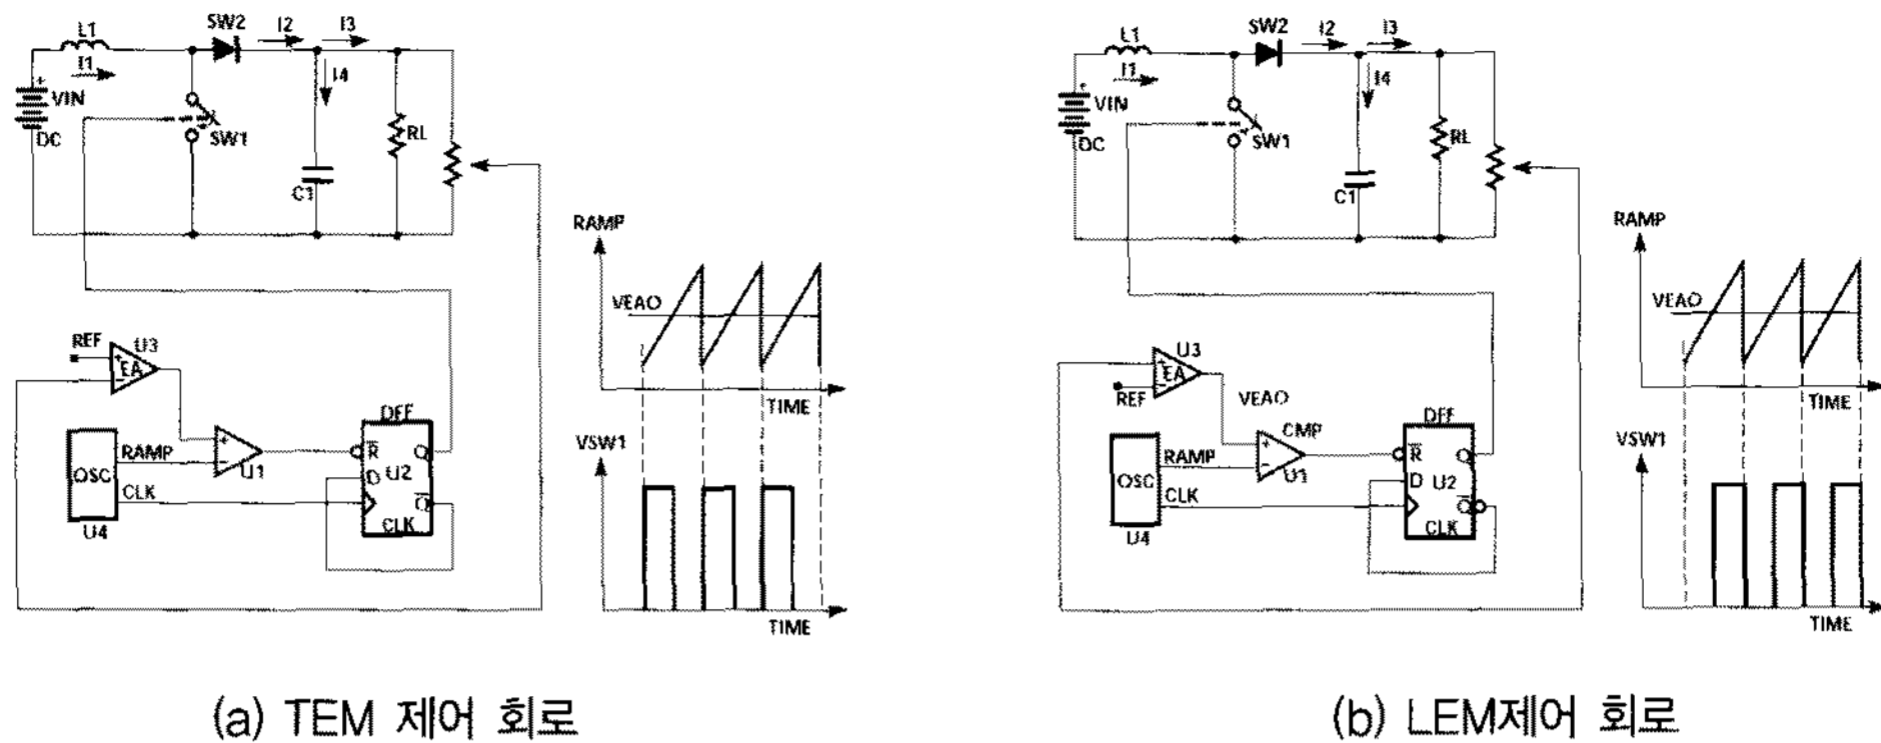 L1
SW2
I2
I3
I1
I4
VIN
DC
SW1
RL
C1
RAMP
VEAO
TIME
REF
U3
EA
+
-
DFF
OSC
RAMP
CLK
U4
+
-
U1
R
Q
D
U2
Q
CLK
VSW1
TIME
(a) TEM 제어 회로
L1
SW2
I2
I3
I1
I4
VIN
DC
SW1
RL
C1
RAMP
VEAO
TIME
U3
EA
+
-
REF
VEAO
CMP
DFF
OSC
RAMP
CLK
U4
+
-
U1
R
Q
D
U2
Q
CLK
VSW1
TIME
(b) LEM제어 회로